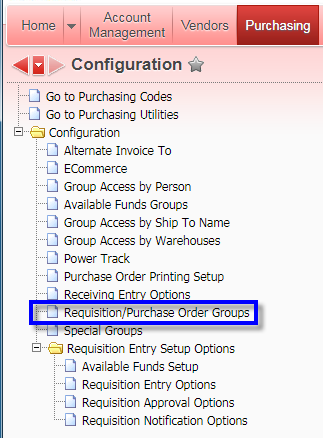 Home
Account
Management
Vendors
Purchasing
Configuration
Go to Purchasing Codes
Go to Purchasing Utilities
Configuration
Alternate Invoice To
ECommerce
Group Access by Person
Available Funds Groups
Group Access by Ship To Name
Group Access by Warehouses
Power Track
Purchase Order Printing Setup
Receiving Entry Options
Requisition/Purchase Order Groups
Special Groups
Requisition Entry Setup Options
Available Funds Setup
Requisition Entry Options
Requisition Approval Options
Requisition Notification Options